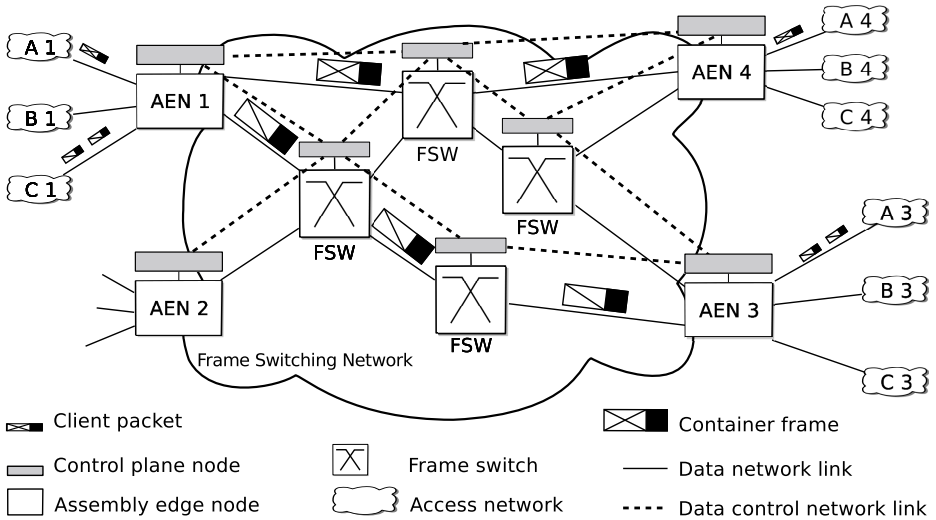 A 1
B 1
C 1
AEN 1
AEN 2
FSW
FSW
FSW
FSW
AEN 4
A 4
B 4
C 4
AEN 3
A 3
B 3
C 3
Frame Switching Network
Client packet
Control plane node
Assembly edge node
Frame switch
Access network
Container frame
Data network link
Data control network link